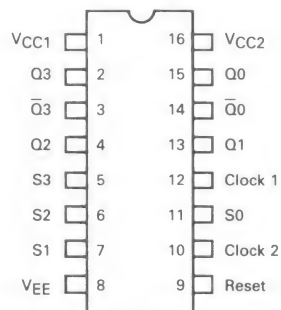 VCC1 1 16 VCC2
Q3 2 15 Q0
Q̅3 3 14 Q̅0
Q2 4 13 Q1
S3 5 12 Clock 1
S2 6 11 S0
S1 7 10 Clock 2
VEE 8 9 Reset